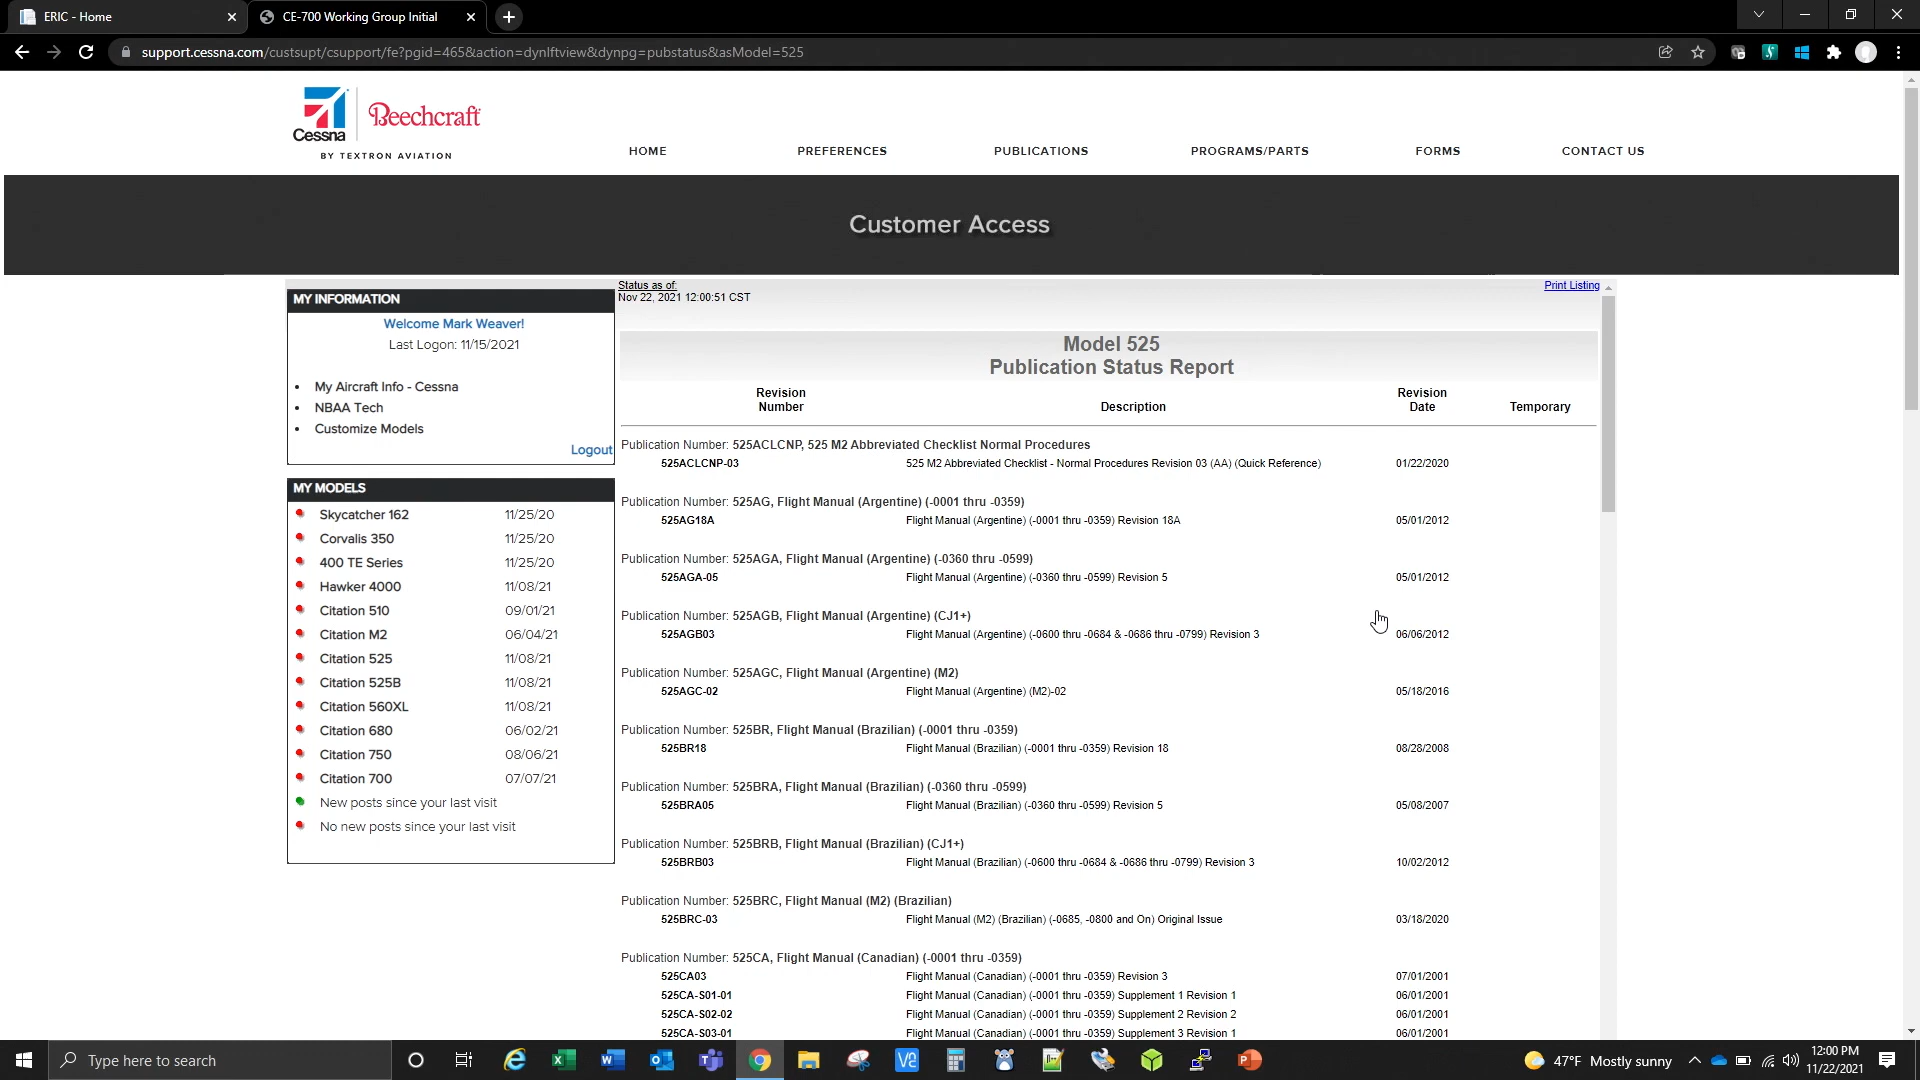 ERIC - Home
CE-700 Working Group Initial
support.cessna.com/custsupt/csupport/fe?pgid=465&action=dynlftview&dynpg=pubstatus&asModel=525
Cessna
Beechcraft
BY TEXTRON AVIATION
HOME PREFERENCES PUBLICATIONS PROGRAMS/PARTS FORMS CONTACT US
Customer Access
MY INFORMATION
Welcome Mark Weaver!
Last Logon: 11/15/2021
• My Aircraft Info - Cessna
• NBAA Tech
• Customize Models
Logout
MY MODELS
Skycatcher 162 11/25/20
Corvalis 350 11/25/20
400 TE Series 11/25/20
Hawker 4000 11/08/21
Citation 510 09/01/21
Citation M2 06/04/21
Citation 525 11/08/21
Citation 525B 11/08/21
Citation 560XL 11/08/21
Citation 680 06/02/21
Citation 750 08/06/21
Citation 700 07/07/21
New posts since your last visit
No new posts since your last visit
Status as of:
Nov 22, 2021 12:00:51 CST
Print Listing
Model 525
Publication Status Report
Revision Number Description Revision Date Temporary
Publication Number: 525ACLCNP, 525 M2 Abbreviated Checklist Normal Procedures
525ACLCNP-03 525 M2 Abbreviated Checklist - Normal Procedures Revision 03 (AA) (Quick Reference) 01/22/2020
Publication Number: 525AG, Flight Manual (Argentine) (-0001 thru -0359)
525AG18A Flight Manual (Argentine) (-0001 thru -0359) Revision 18A 05/01/2012
Publication Number: 525AGA, Flight Manual (Argentine) (-0360 thru -0599)
525AGA-05 Flight Manual (Argentine) (-0360 thru -0599) Revision 5 05/01/2012
Publication Number: 525AGB, Flight Manual (Argentine) (CJ1+)
525AGB03 Flight Manual (Argentine) (-0600 thru -0684 & -0686 thru -0799) Revision 3 06/06/2012
Publication Number: 525AGC, Flight Manual (Argentine) (M2)
525AGC-02 Flight Manual (Argentine) (M2)-02 05/18/2016
Publication Number: 525BR, Flight Manual (Brazilian) (-0001 thru -0359)
525BR18 Flight Manual (Brazilian) (-0001 thru -0359) Revision 18 08/28/2008
Publication Number: 525BRA, Flight Manual (Brazilian) (-0360 thru -0599)
525BRA05 Flight Manual (Brazilian) (-0360 thru -0599) Revision 5 05/08/2007
Publication Number: 525BRB, Flight Manual (Brazilian) (CJ1+)
525BRB03 Flight Manual (Brazilian) (-0600 thru -0684 & -0686 thru -0799) Revision 3 10/02/2012
Publication Number: 525BRC, Flight Manual (M2) (Brazilian)
525BRC-03 Flight Manual (M2) (Brazilian) (-0685, -0800 and On) Original Issue 03/18/2020
Publication Number: 525CA, Flight Manual (Canadian) (-0001 thru -0359)
525CA03 Flight Manual (Canadian) (-0001 thru -0359) Revision 3 07/01/2001
525CA-S01-01 Flight Manual (Canadian) (-0001 thru -0359) Supplement 1 Revision 1 06/01/2001
525CA-S02-02 Flight Manual (Canadian) (-0001 thru -0359) Supplement 2 Revision 2 06/01/2001
525CA-S03-01 Flight Manual (Canadian) (-0001 thru -0359) Supplement 3 Revision 1 06/01/2001
Type here to search
47°F Mostly sunny
12:00 PM
11/22/2021